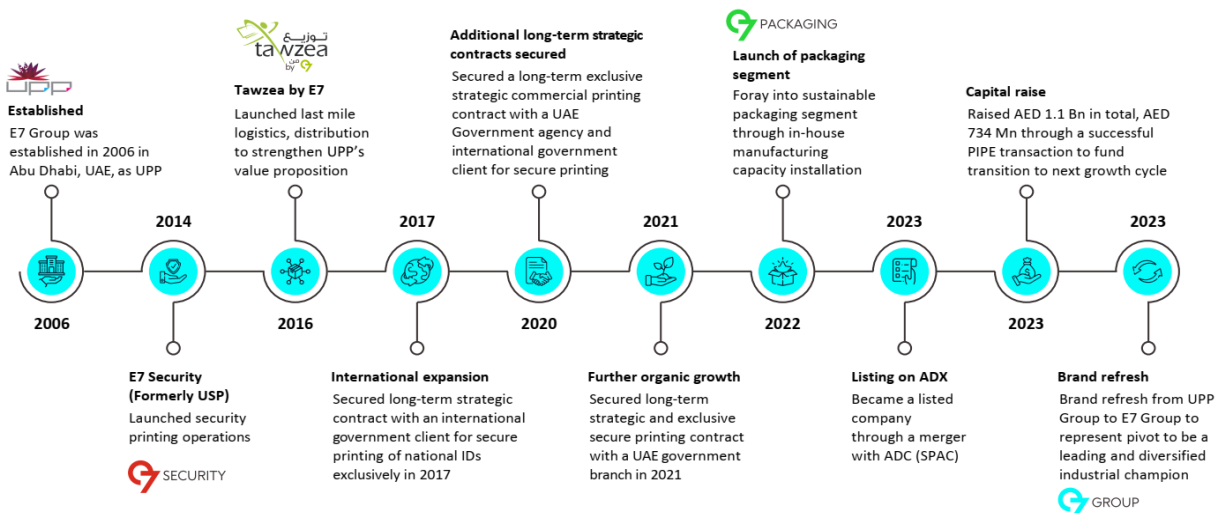 upp
Established
E7 Group was
established in 2006 in
Abu Dhabi, UAE, as UPP
2006
2014
E7 Security
(Formerly USP)
Launched security
printing operations
E7 SECURITY
توزيع
tawzea
من
by E7
Tawzea by E7
Launched last mile
logistics, distribution
to strengthen UPP's
value proposition
2016
2017
International expansion
Secured long-term strategic
contract with an international
government client for secure
printing of national IDs
exclusively in 2017
Additional long-term strategic
contracts secured
Secured a long-term exclusive
strategic commercial printing
contract with a UAE
Government agency and
international government
client for secure printing
2020
2021
Further organic growth
Secured long-term
strategic and exclusive
secure printing contract
with a UAE government
branch in 2021
E7 PACKAGING
Launch of packaging
segment
Foray into sustainable
packaging segment
through in-house
manufacturing
capacity installation
2022
2023
Listing on ADX
Became a listed
company
through a merger
with ADC (SPAC)
Capital raise
Raised AED 1.1 Bn in total, AED
734 Mn through a successful
PIPE transaction to fund
transition to next growth cycle
2023
2023
Brand refresh
Brand refresh from UPP
Group to E7 Group to
represent pivot to be a
leading and diversified
industrial champion
E7 GROUP